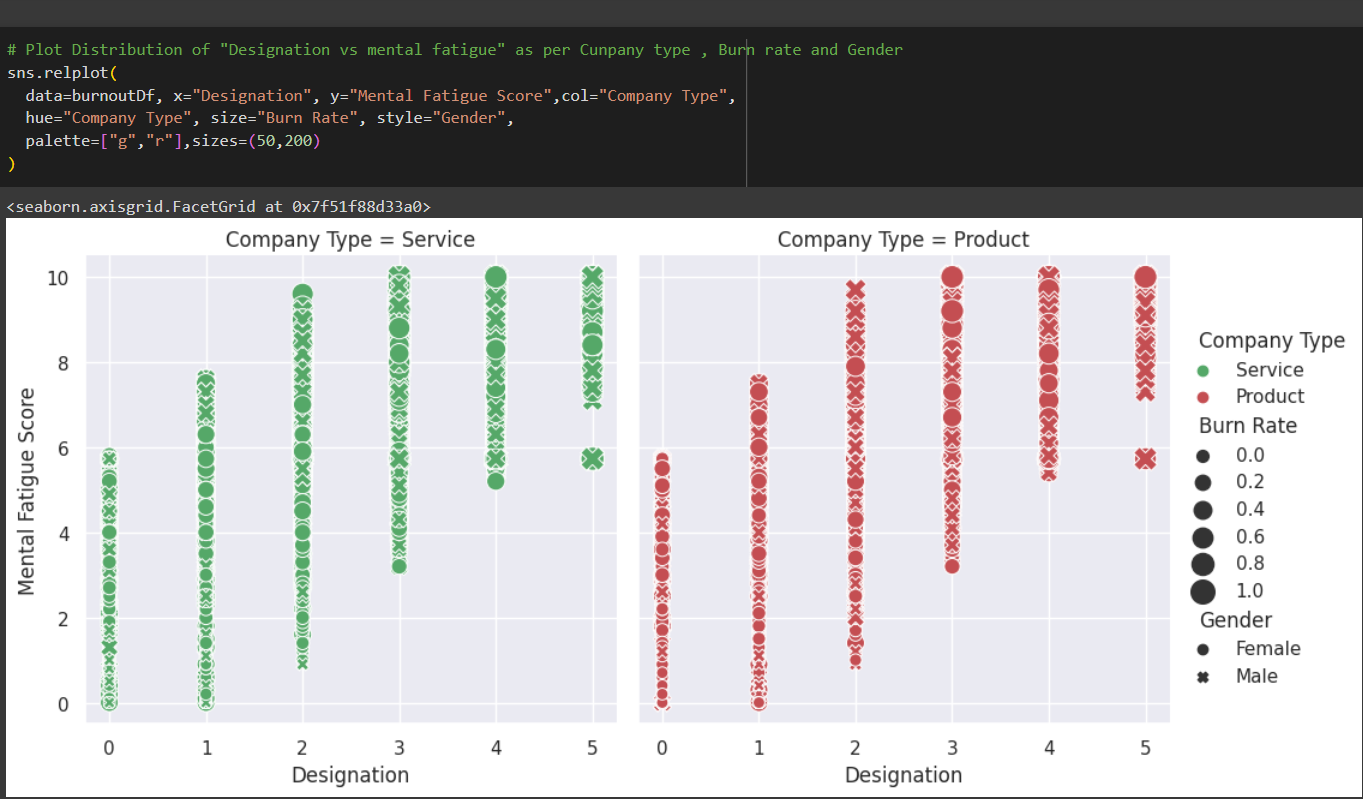 # Plot Distribution of "Designation vs mental fatigue" as per Cunpany type , Burn rate and Gender
sns.relplot(
  data=burnoutDf, x="Designation", y="Mental Fatigue Score",col="Company Type",
  hue="Company Type", size="Burn Rate", style="Gender",
  palette=["g","r"],sizes=(50,200)
)
<seaborn.axisgrid.FacetGrid at 0x7f51f88d33a0>
Company Type = Service
Company Type = Product
Mental Fatigue Score
10
8
6
4
2
0
0 1 2 3 4 5
Designation
0 1 2 3 4 5
Designation
Company Type
Service
Product
Burn Rate
0.0
0.2
0.4
0.6
0.8
1.0
Gender
Female
Male